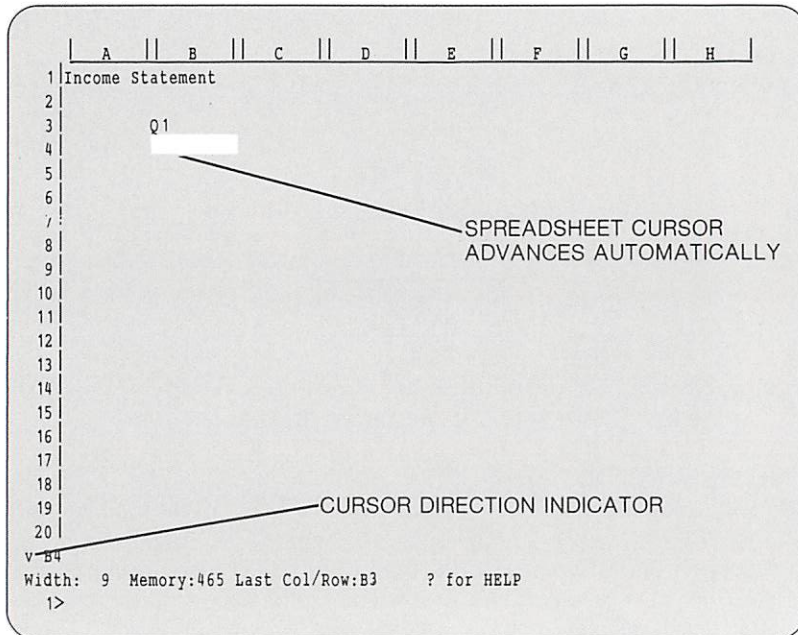 A B C D E F G H
1 Income Statement
2
3 Q1
4
5
6
7
SPREADSHEET CURSOR
8 ADVANCES AUTOMATICALLY
9
10
11
12
13
14
15
16
17
18
19 CURSOR DIRECTION INDICATOR
20
v B4
Width: 9 Memory:465 Last Col/Row:B3 ? for HELP
1>